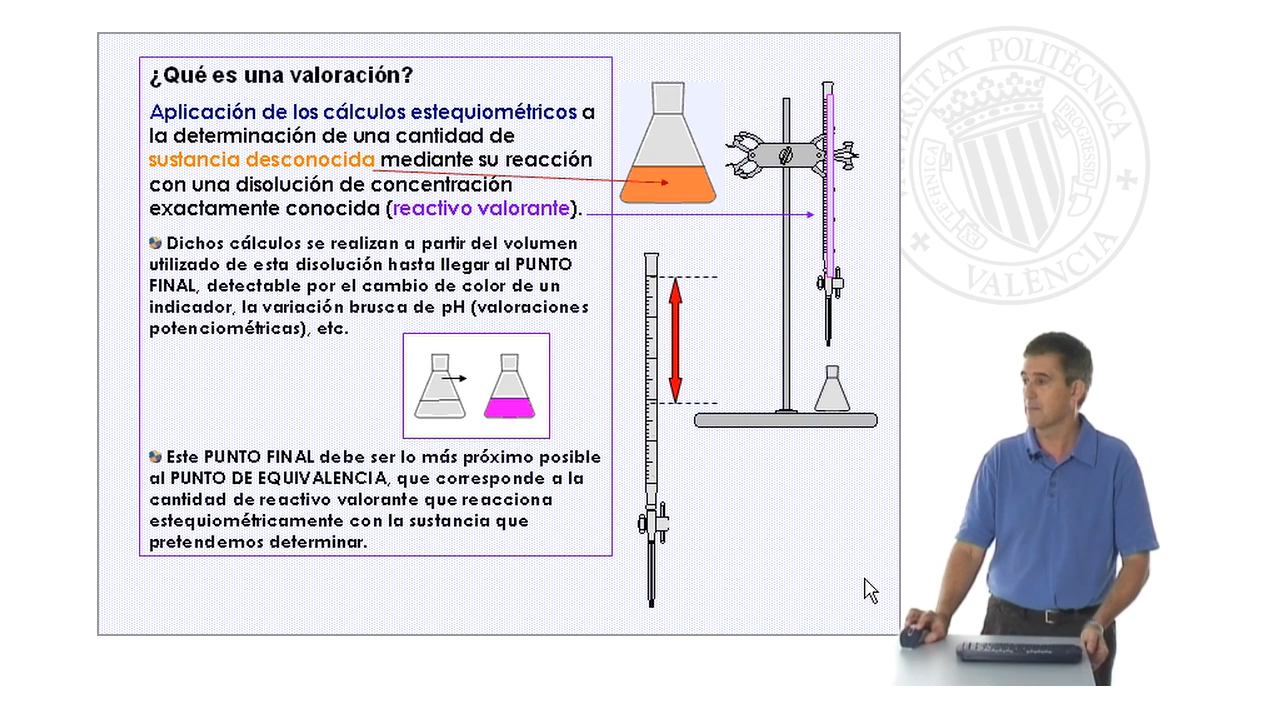 ¿Qué es una valoración?
Aplicación de los cálculos estequiométricos a
la determinación de una cantidad de
sustancia desconocida mediante su reacción
con una disolución de concentración
exactamente conocida (reactivo valorante).
Dichos cálculos se realizan a partir del volumen
utilizado de esta disolución hasta llegar al PUNTO
FINAL, detectable por el cambio de color de un
indicador, la variación brusca de pH (valoraciones
potenciométricas), etc.
Este PUNTO FINAL debe ser lo más próximo posible
al PUNTO DE EQUIVALENCIA, que corresponde a la
cantidad de reactivo valorante que reacciona
estequiométricamente con la sustancia que
pretendemos determinar.
POLITÈCNICA
VALÈNCIA